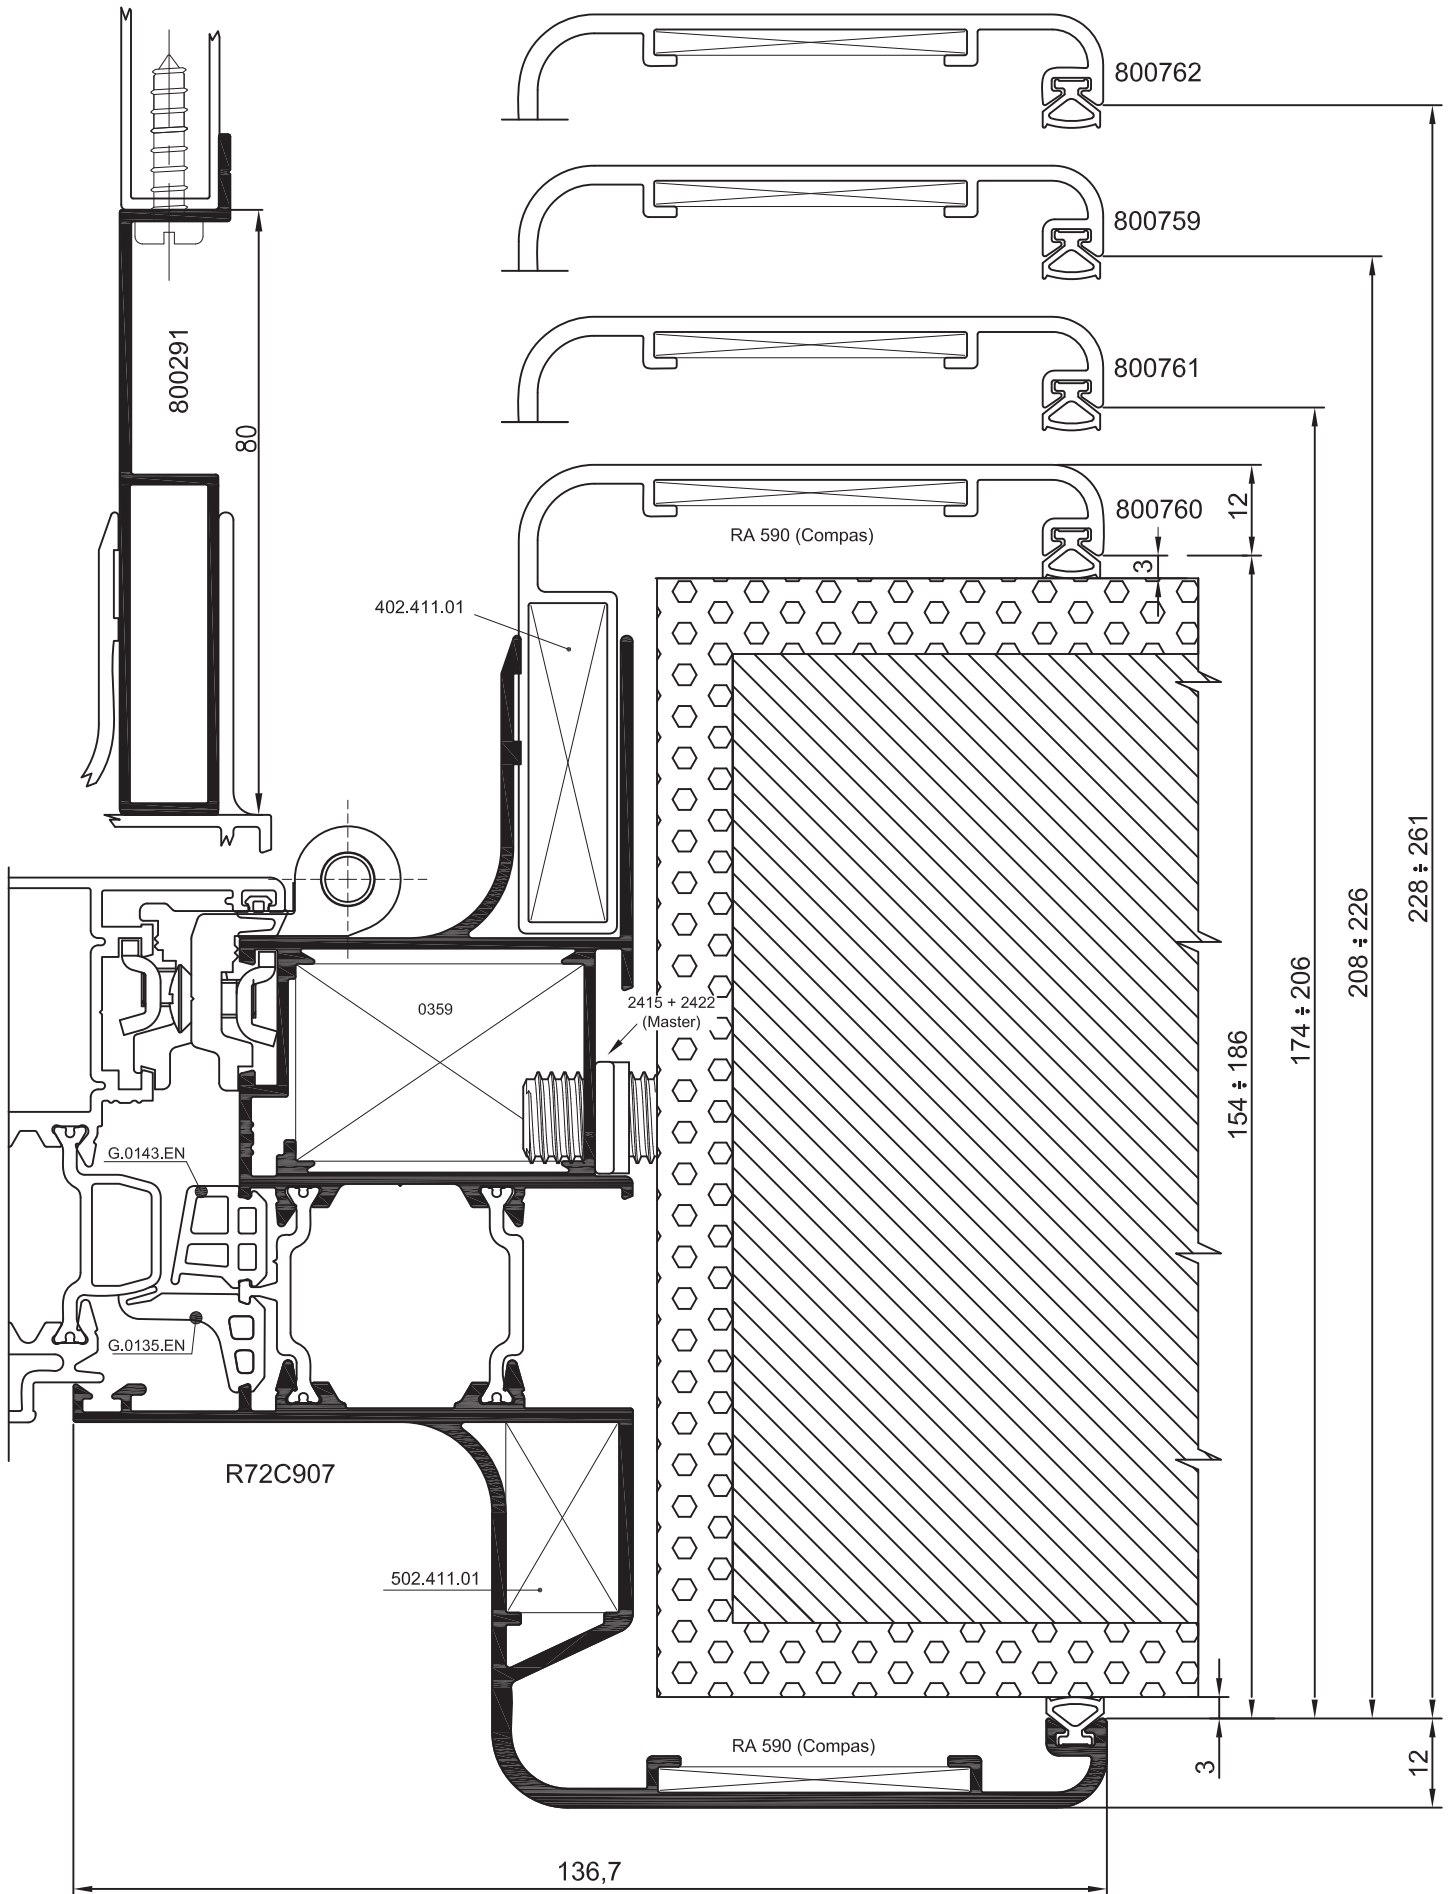 800762
800759
800291
800761
80
800760
12
RA 590 (Compas)
3
402.411.01
228 ÷ 261
208 ÷ 226
174 ÷ 206
154 ÷ 186
0359
2415 + 2422
(Master)
G.0143.EN
G.0135.EN
R72C907
502.411.01
RA 590 (Compas)
3
12
136,7